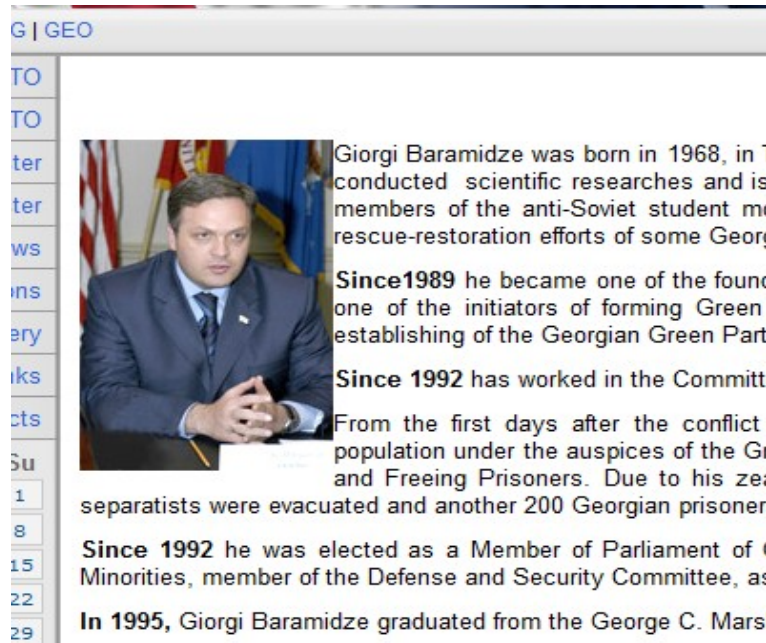 G | GEO
TO
TO
ter
ter
ws
ons
ery
nks
cts
Su
1
8
15
22
29
Giorgi Baramidze was born in 1968, in
conducted scientific researches and is
members of the anti-Soviet student mo
rescue-restoration efforts of some Georg
Since1989 he became one of the found
one of the initiators of forming Green
establishing of the Georgian Green Part
Since 1992 has worked in the Committ
From the first days after the conflict
population under the auspices of the Gr
and Freeing Prisoners. Due to his zea
separatists were evacuated and another 200 Georgian prisoner
Since 1992 he was elected as a Member of Parliament of
Minorities, member of the Defense and Security Committee, as
In 1995, Giorgi Baramidze graduated from the George C. Mars